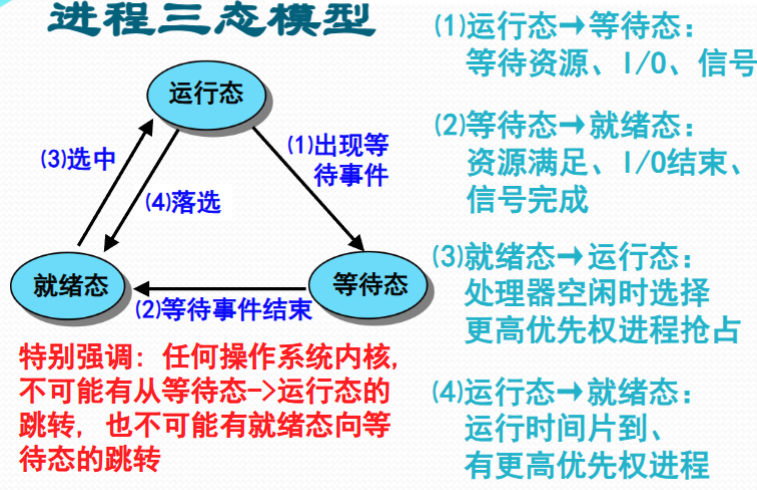 进程三态模型
运行态
(3)选中
(4)落选
(1)出现等
待事件
就绪态
等待态
(2)等待事件结束
特别强调：任何操作系统内核,
不可能有从等待态->运行态的
跳转, 也不可能有就绪态向等
待态的跳转
(1)运行态→等待态：
等待资源、I/O、信号
(2)等待态→就绪态：
资源满足、I/O结束、
信号完成
(3)就绪态→运行态：
处理器空闲时选择
更高优先权进程抢占
(4)运行态→就绪态：
运行时间片到、
有更高优先权进程